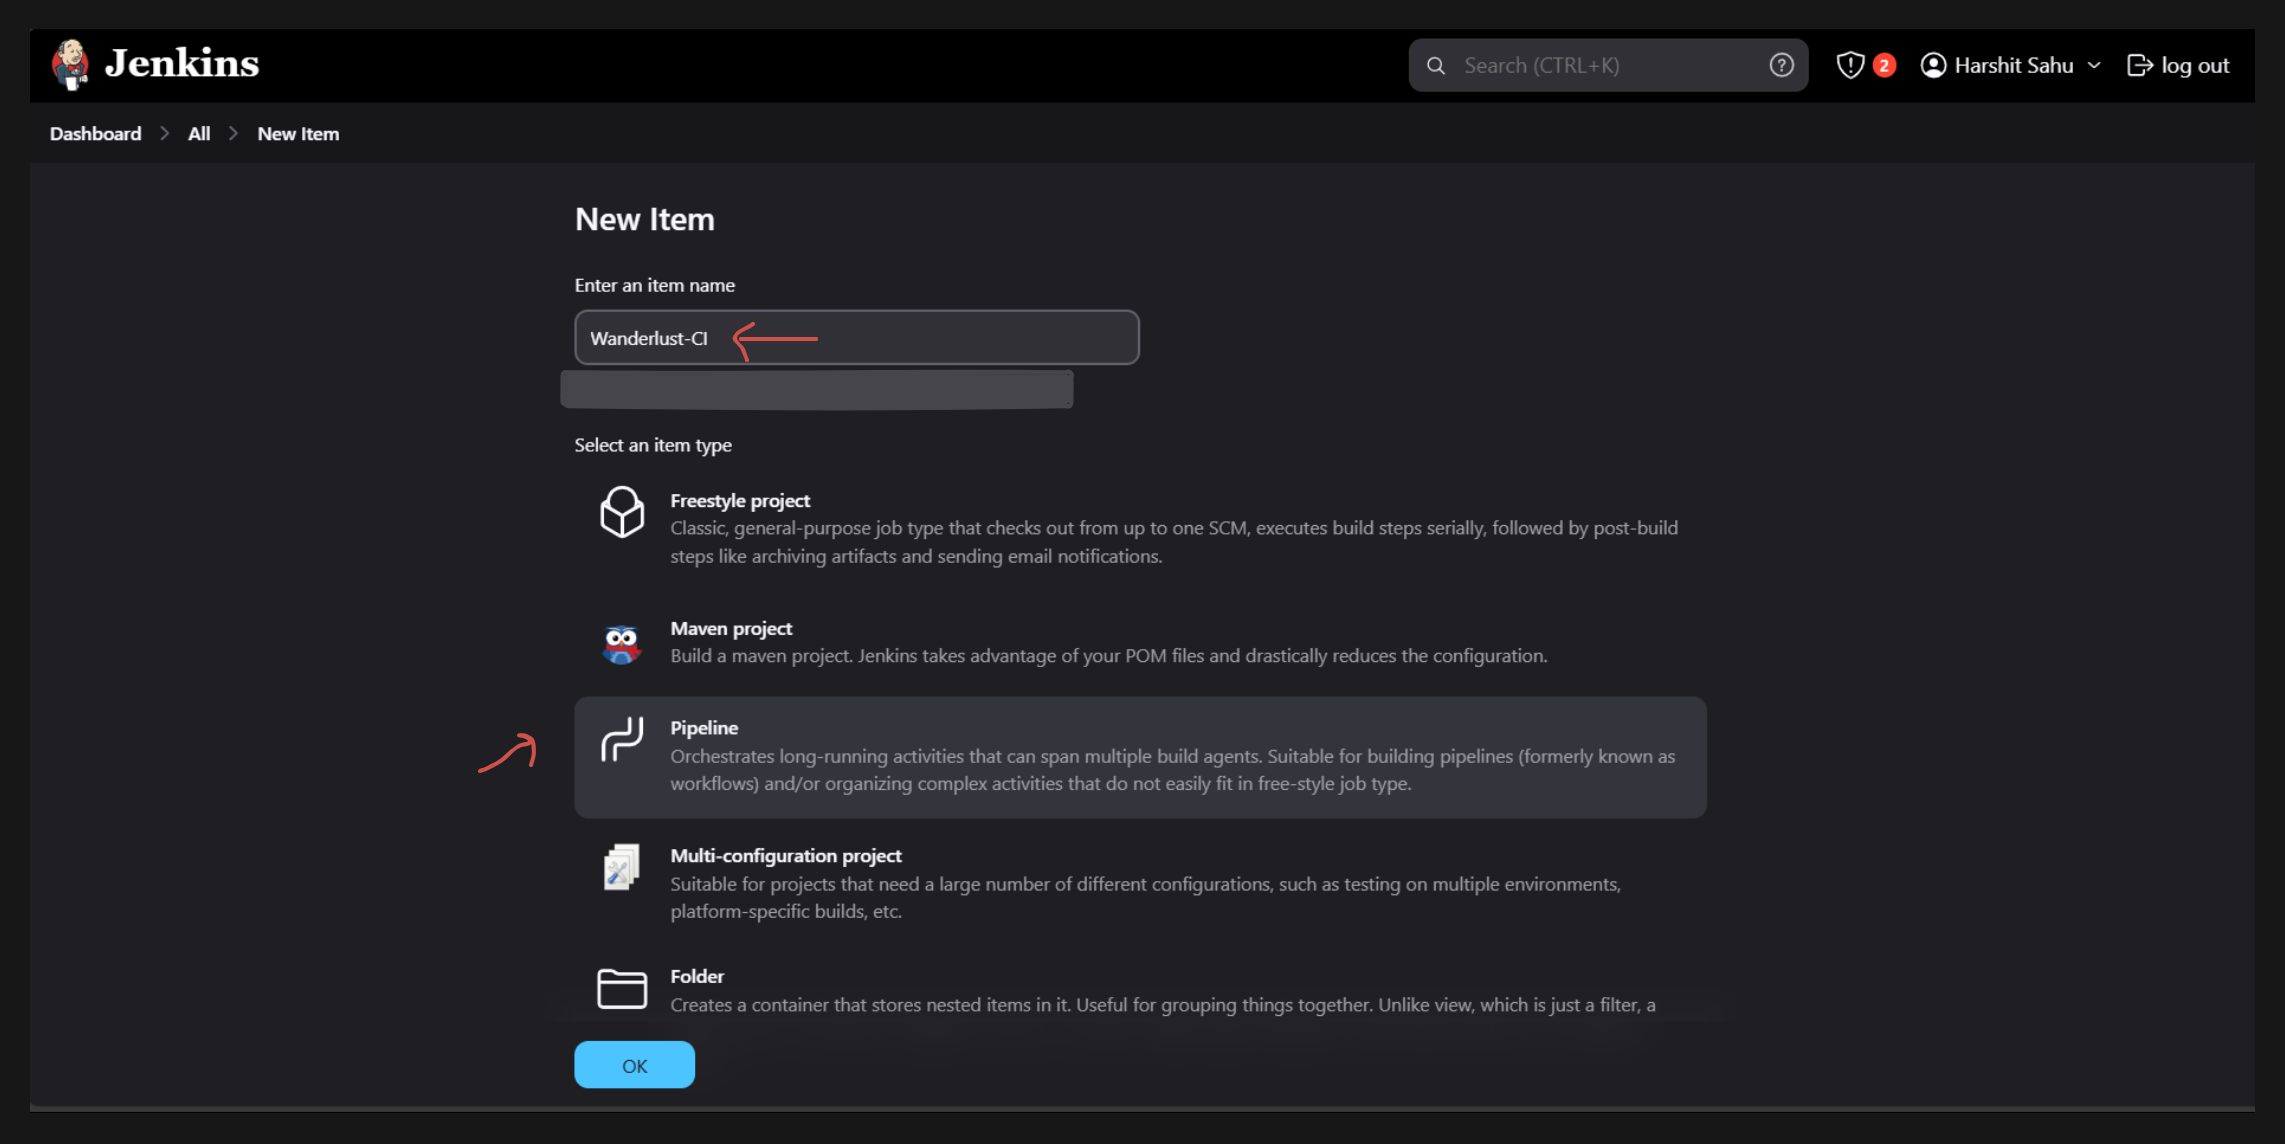 Jenkins
Search (CTRL+K)
2
Harshit Sahu
log out
Dashboard
All
New Item
New Item
Enter an item name
Wanderlust-CI
Select an item type
Freestyle project
Classic, general-purpose job type that checks out from up to one SCM, executes build steps serially, followed by post-build
steps like archiving artifacts and sending email notifications.
Maven project
Build a maven project. Jenkins takes advantage of your POM files and drastically reduces the configuration.
Pipeline
Orchestrates long-running activities that can span multiple build agents. Suitable for building pipelines (formerly known as
workflows) and/or organizing complex activities that do not easily fit in free-style job type.
Multi-configuration project
Suitable for projects that need a large number of different configurations, such as testing on multiple environments,
platform-specific builds, etc.
Folder
Creates a container that stores nested items in it. Useful for grouping things together. Unlike view, which is just a filter, a
OK